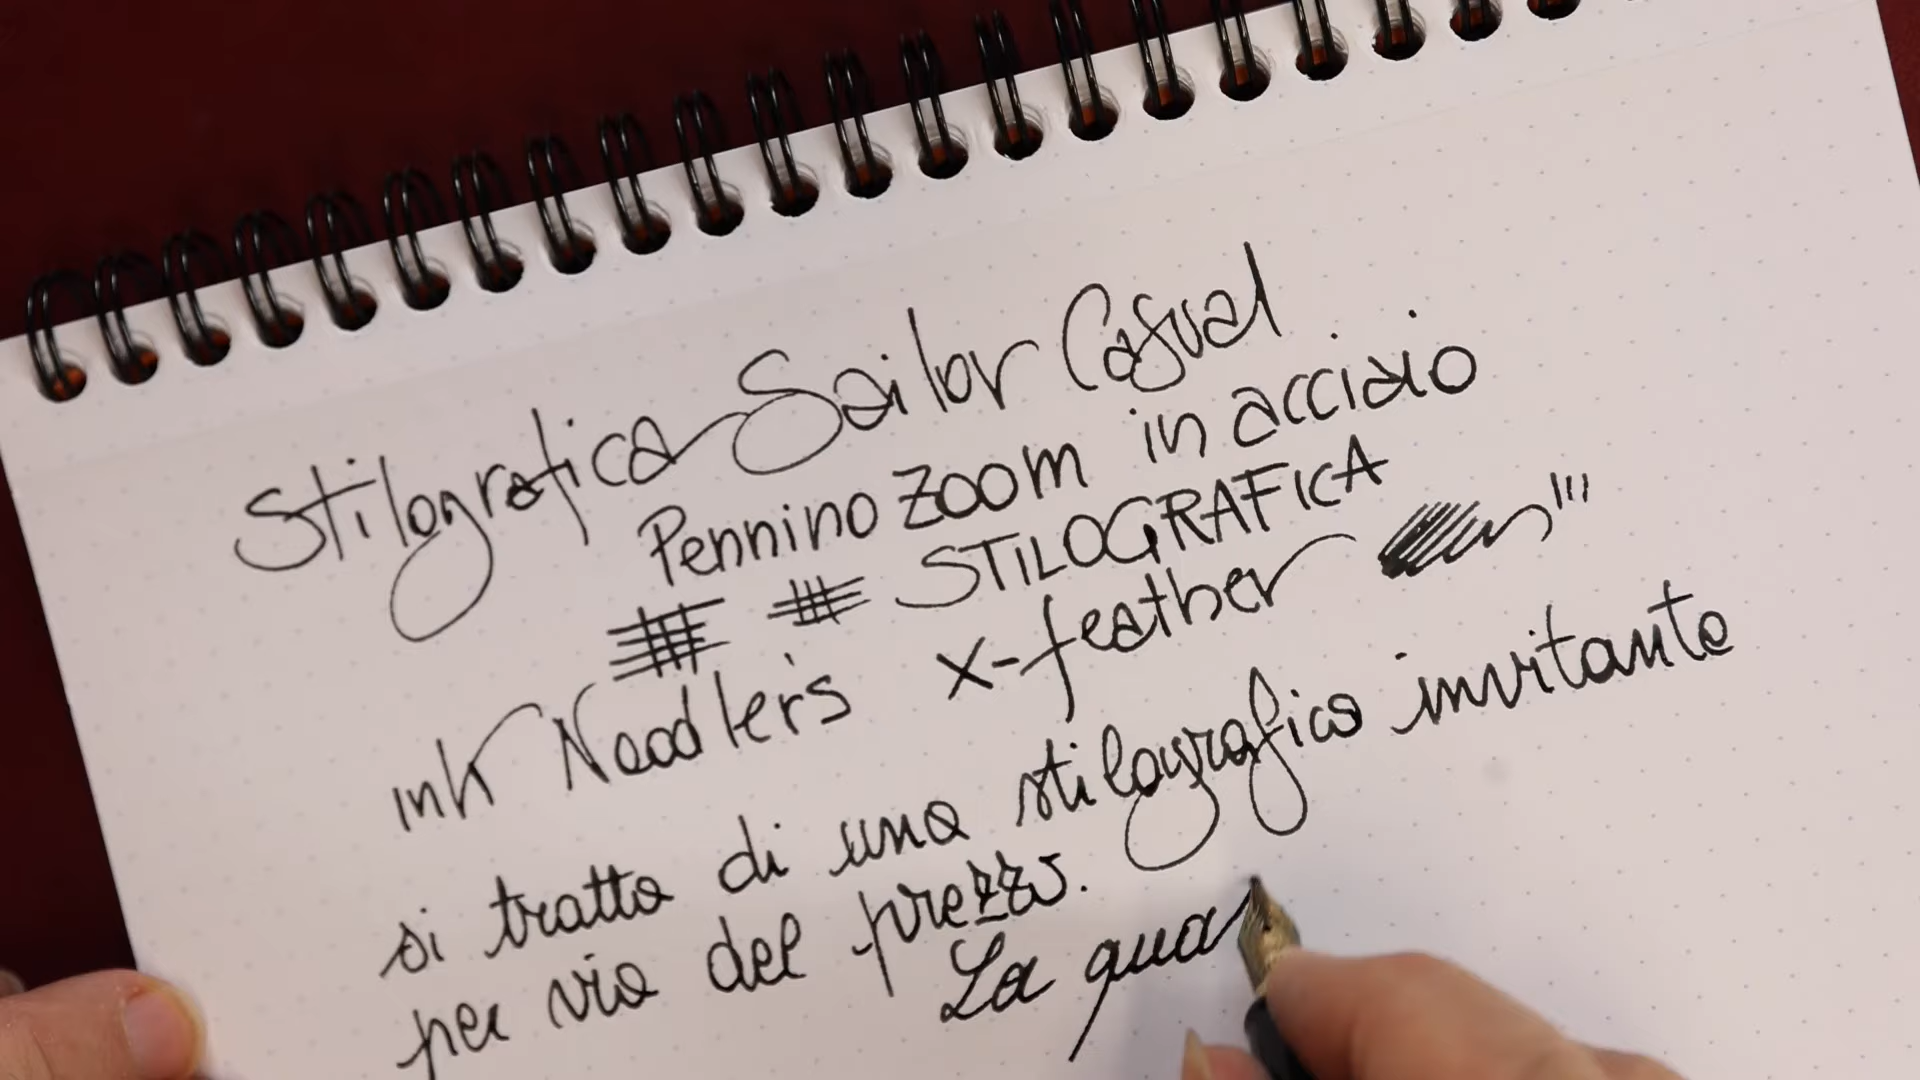 Stilografica Sailor Casual
Pennino zoom in acciaio
STILOGRAFICA
ink Noodler's x-feather
si tratta di una stilografica invitante
per via del prezzo.
La qua